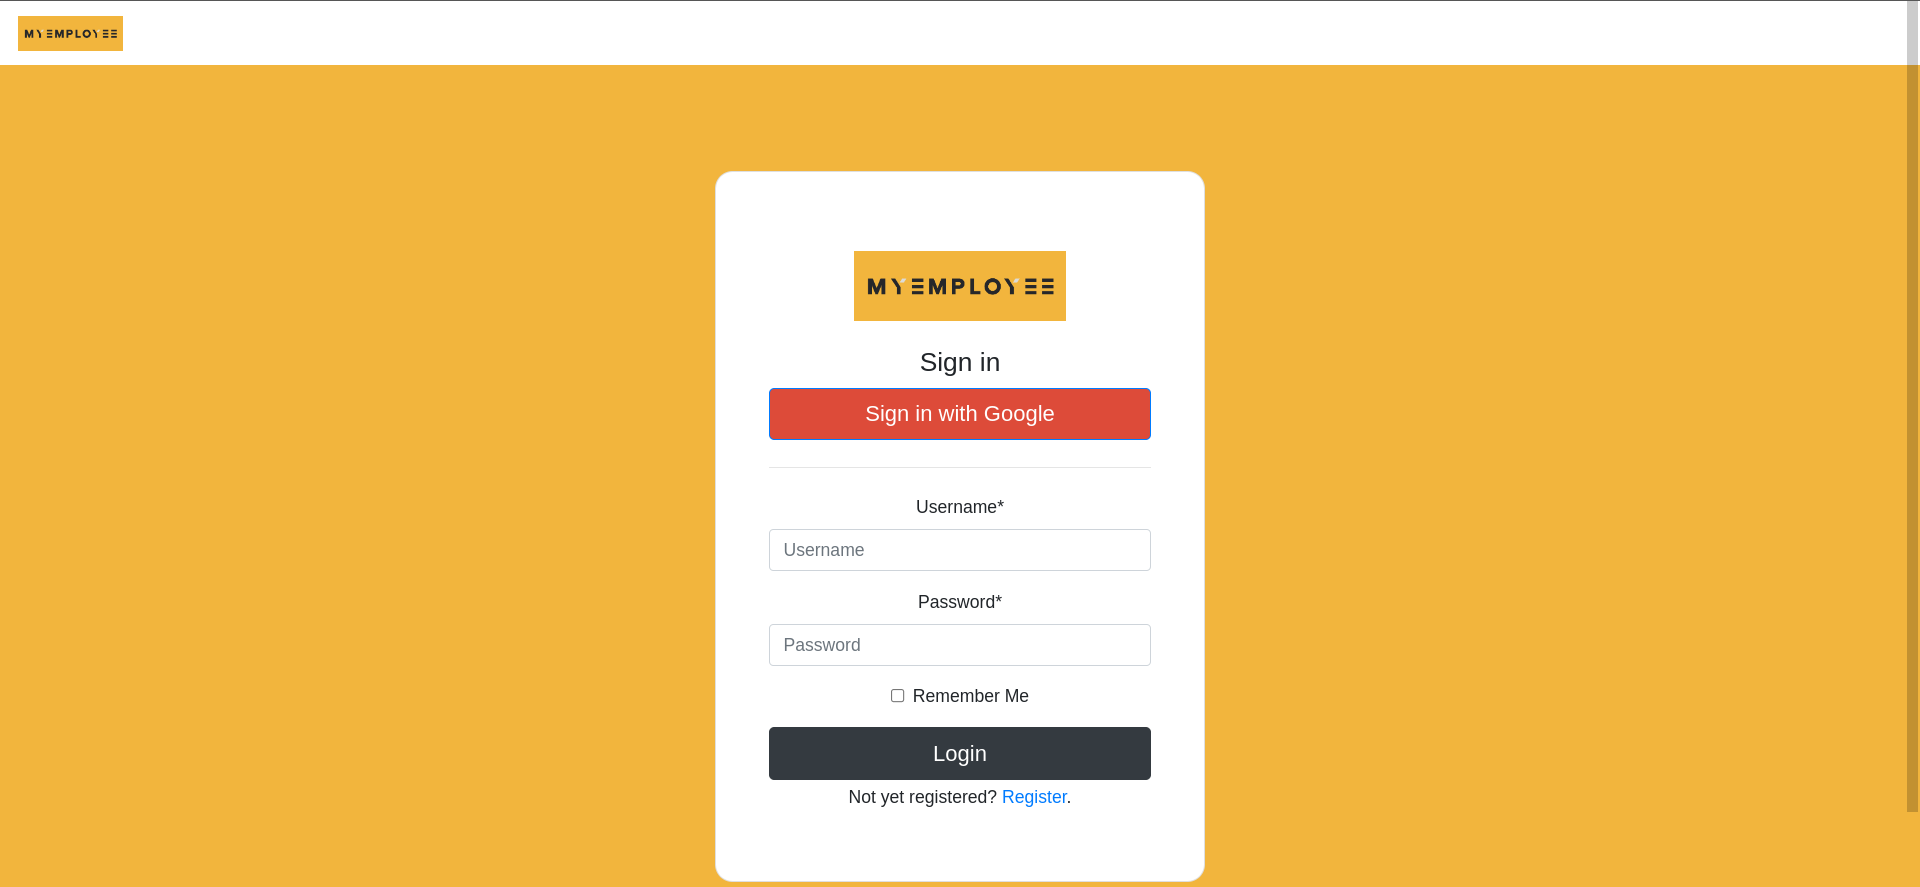 MYEMPLOYEE
MYEMPLOYEE
Sign in
Sign in with Google
Username*
Username
Password*
Password
Remember Me
Login
Not yet registered? Register.